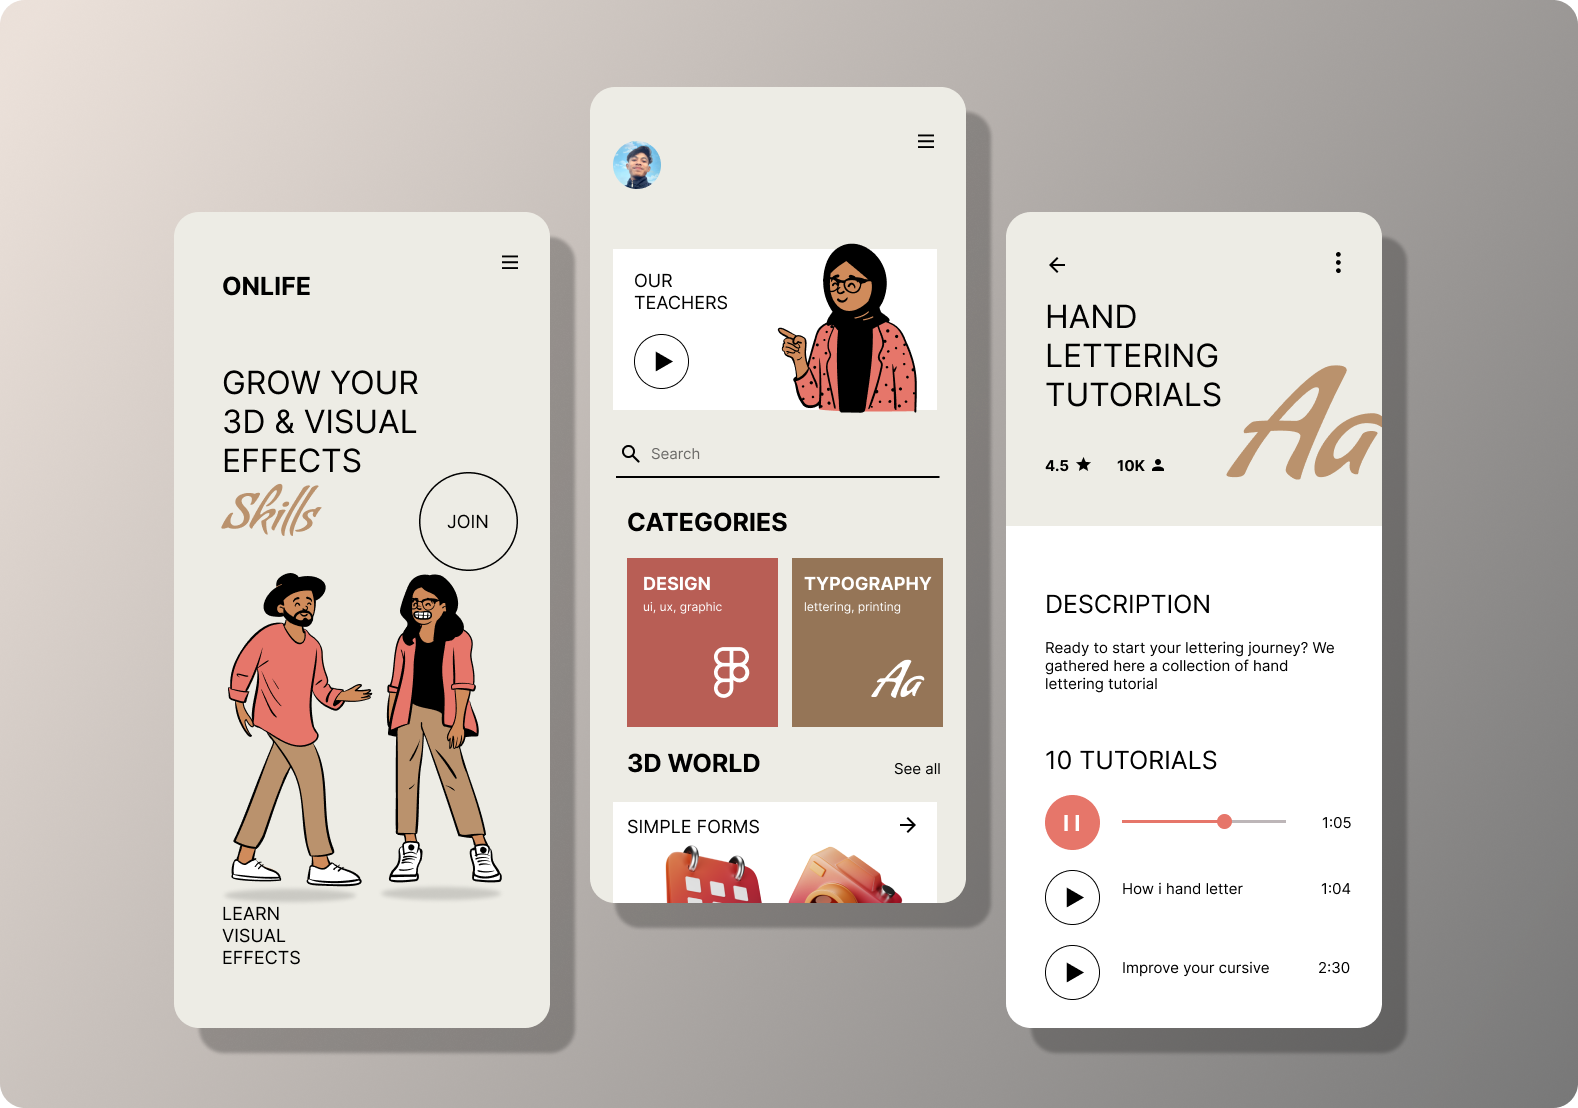 ONLIFE
GROW YOUR
3D & VISUAL
EFFECTS
Skills
JOIN
LEARN
VISUAL
EFFECTS
OUR
TEACHERS
Search
CATEGORIES
DESIGN
ui, ux, graphic
TYPOGRAPHY
lettering, printing
Aa
3D WORLD
See all
SIMPLE FORMS
HAND
LETTERING
TUTORIALS
Aa
4.5
10K
DESCRIPTION
Ready to start your lettering journey? We
gathered here a collection of hand
lettering tutorial
10 TUTORIALS
1:05
How i hand letter
1:04
Improve your cursive
2:30